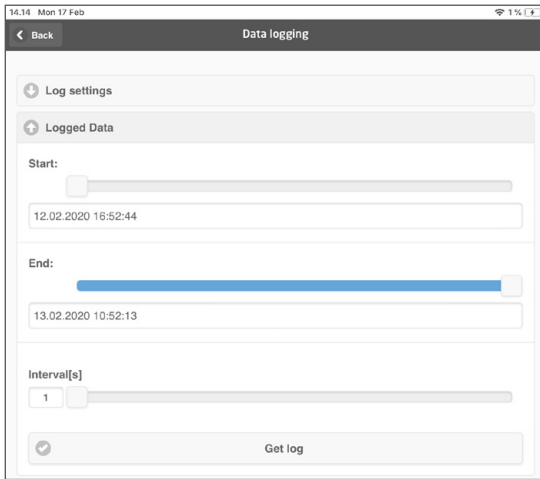 14.14 Mon 17 Feb 1%
Back Data logging
Log settings
Logged Data
Start:
12.02.2020 16:52:44
End:
13.02.2020 10:52:13
Interval[s]
1
Get log